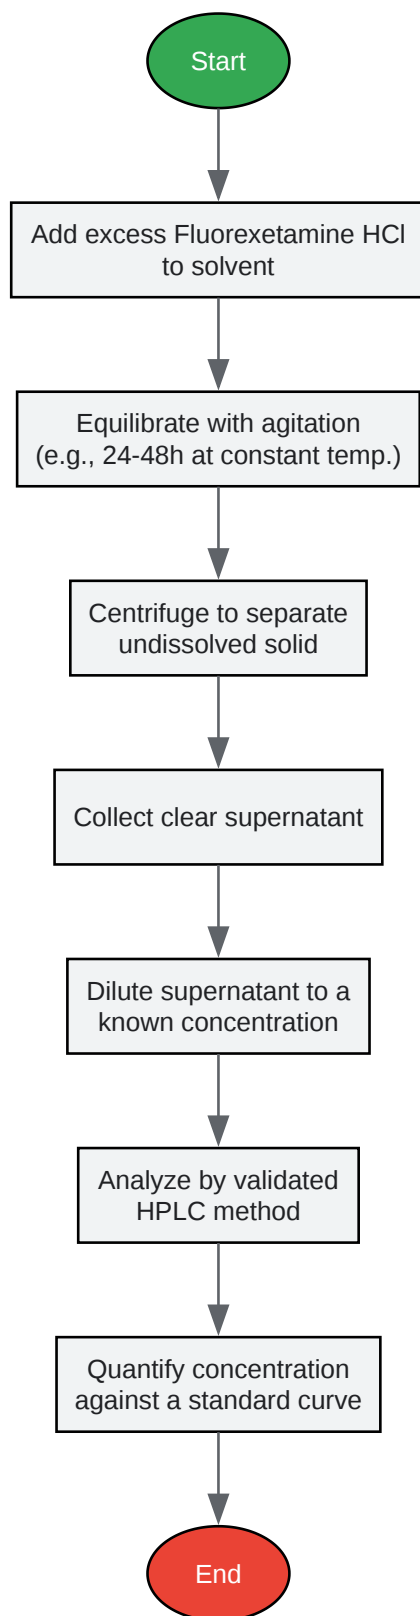 Start
Add excess Fluorexetamine HCl
to solvent
Equilibrate with agitation
(e.g., 24-48h at constant temp.)
Centrifuge to separate
undissolved solid
Collect clear supernatant
Dilute supernatant to a
known concentration
Analyze by validated
HPLC method
Quantify concentration
against a standard curve
End